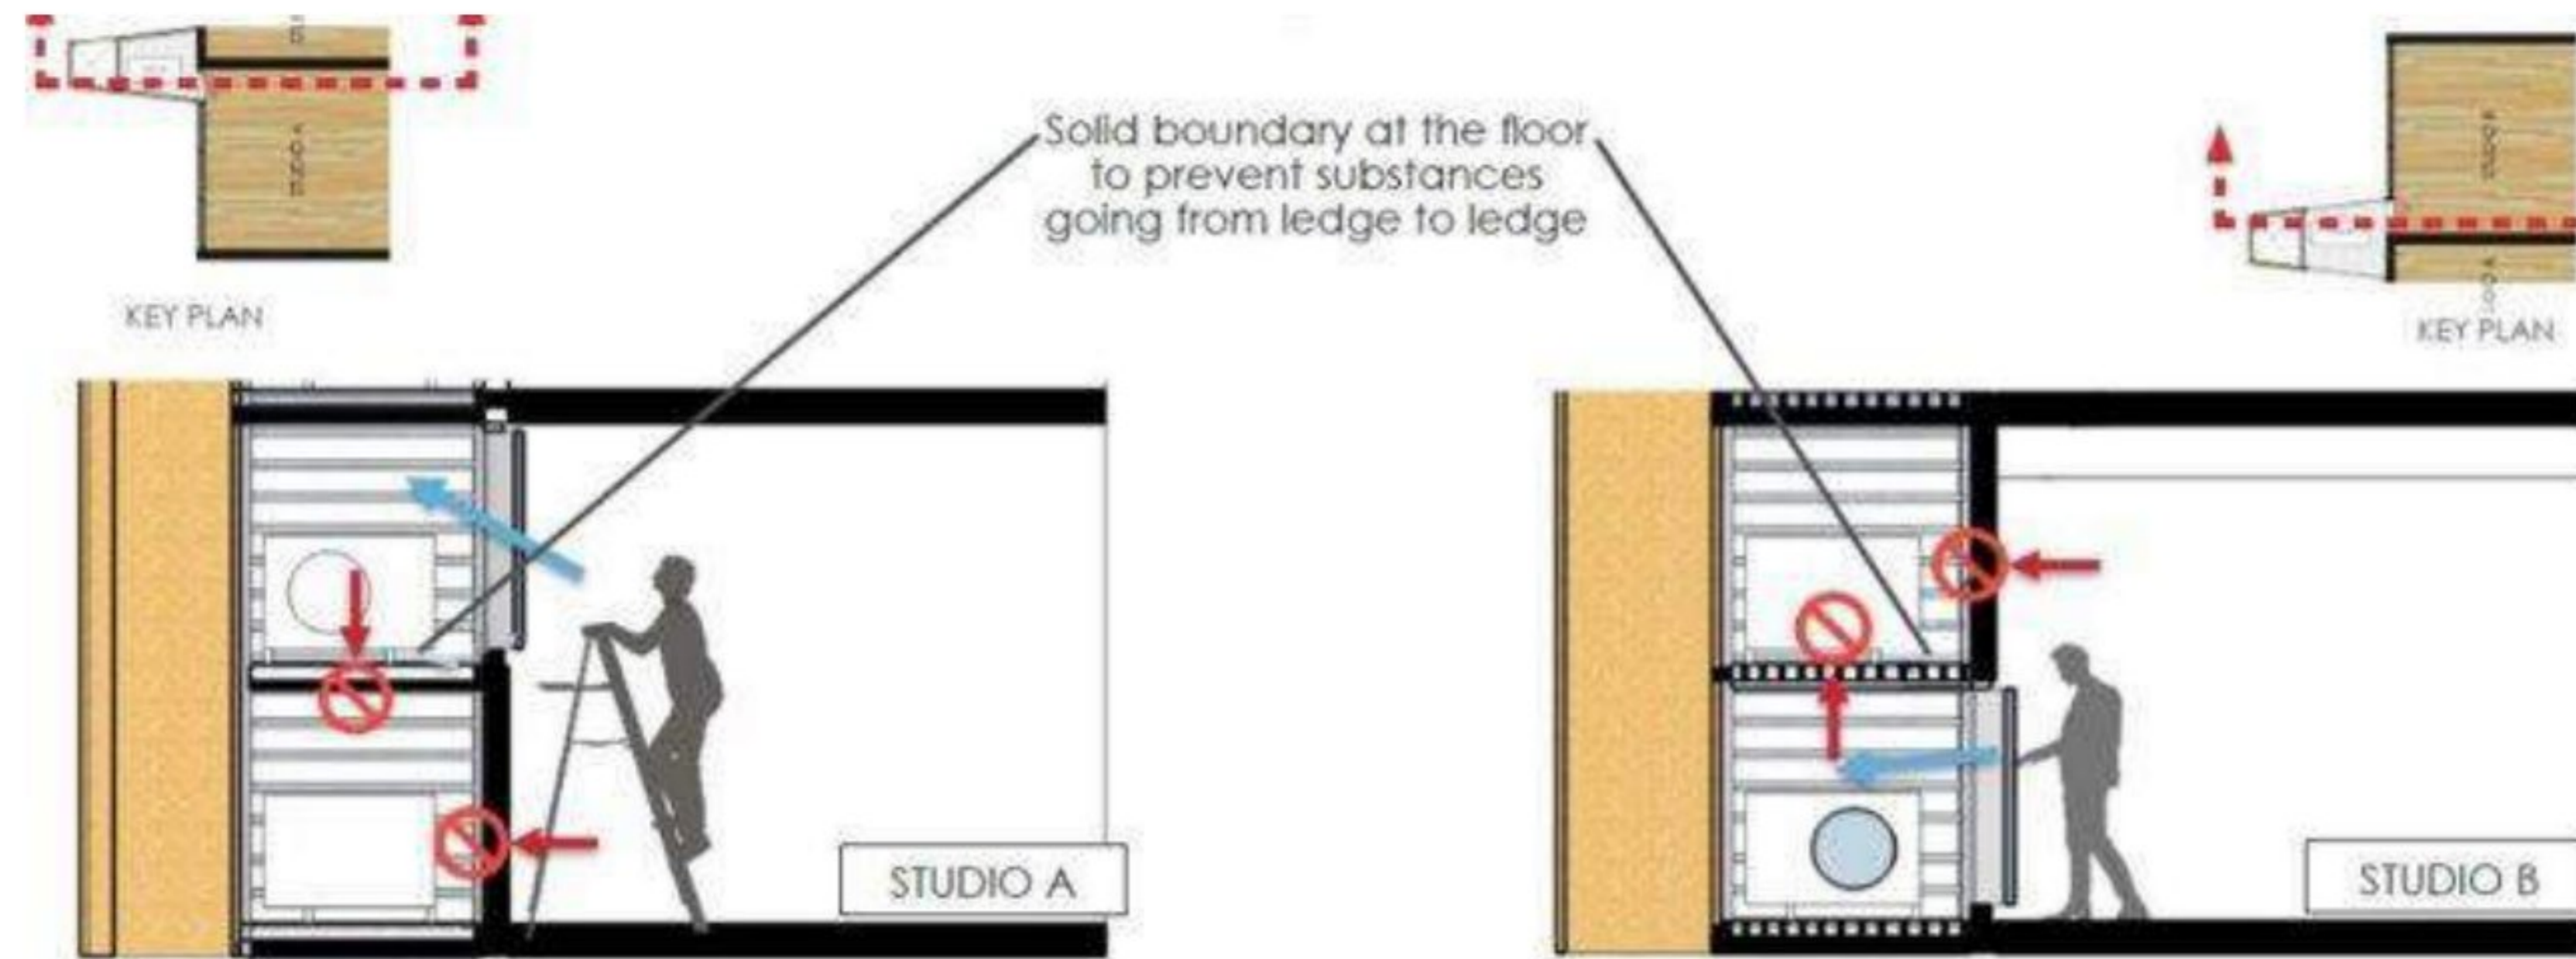 Solid boundary at the floor
to prevent substances
going from ledge to ledge
KEY PLAN
KEY PLAN
STUDIO A
STUDIO B